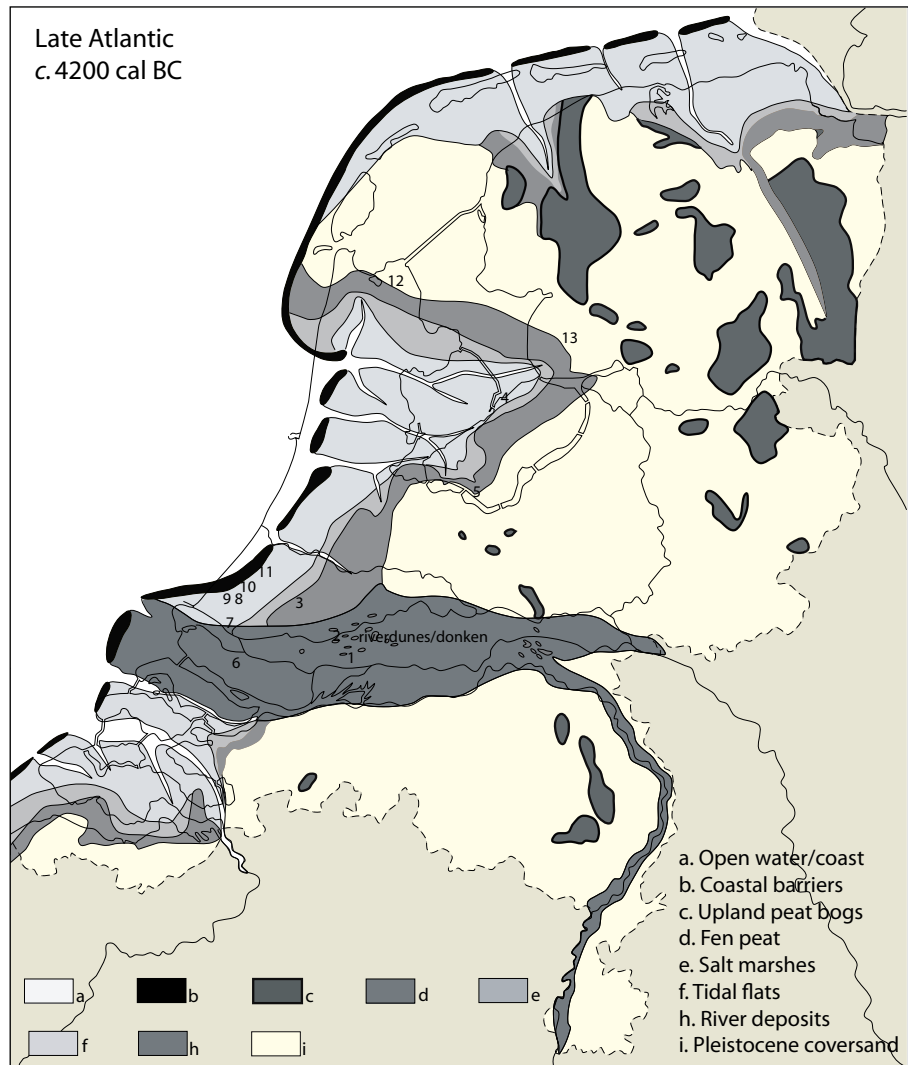 Late Atlantic
c. 4200 cal BC
12
13
4
5
11
10
9 8
7
3
2 riverdunes/donken
6
1
a. Open water/coast
b. Coastal barriers
c. Upland peat bogs
d. Fen peat
e. Salt marshes
f. Tidal flats
h. River deposits
i. Pleistocene coversand
a b c d e
f h i